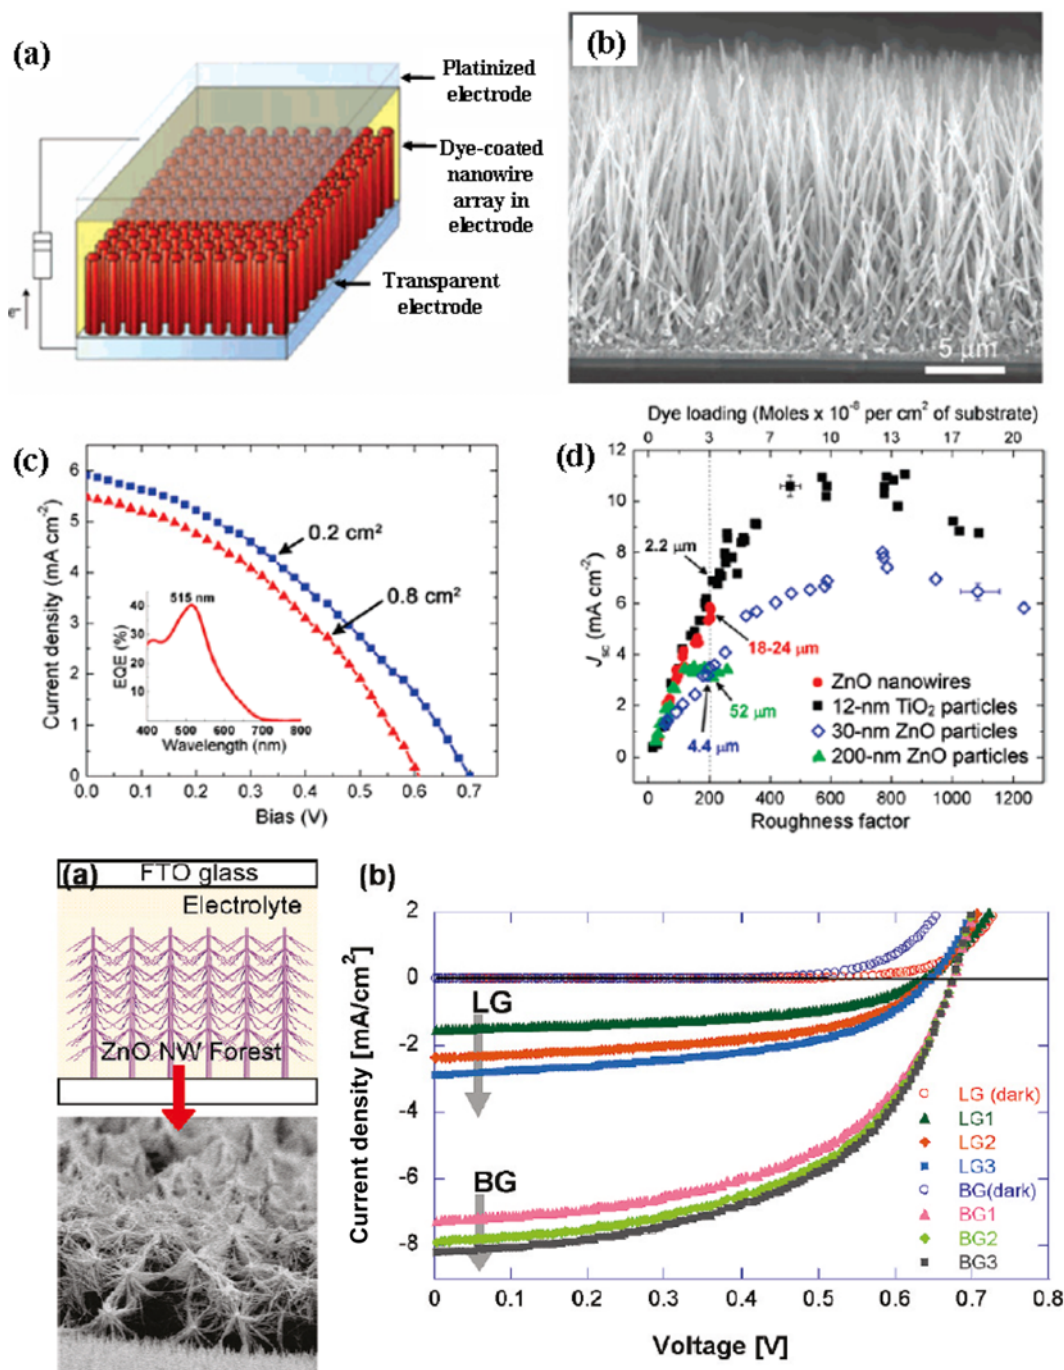 (a)
Platinized
electrode
Dye-coated
nanowire
array in
electrode
Transparent
electrode
(b)
5 μm
(c)
Current density (mA cm⁻²)
6
5
4
3
2
1
0
0.0 0.1 0.2 0.3 0.4 0.5 0.6 0.7
Bias (V)
0.2 cm²
0.8 cm²
515 nm
EQE (%)
40
30
20
10
400 500 600 700 800
Wavelength (nm)
Dye loading (Moles x 10⁻⁸ per cm² of substrate)
0 3 7 10 13 17 20
(d)
Jsc (mA cm⁻²)
12
10
8
6
4
2
0
2.2 μm
18-24 μm
52 μm
4.4 μm
ZnO nanowires
12-nm TiO₂ particles
30-nm ZnO particles
200-nm ZnO particles
0 200 400 600 800 1000 1200
Roughness factor
(a)
FTO glass
Electrolyte
ZnO NW Forest
(b)
Current density [mA/cm²]
2
0
-2
-4
-6
-8
LG
BG
LG (dark)
LG1
LG2
LG3
BG(dark)
BG1
BG2
BG3
0 0.1 0.2 0.3 0.4 0.5 0.6 0.7 0.8
Voltage [V]